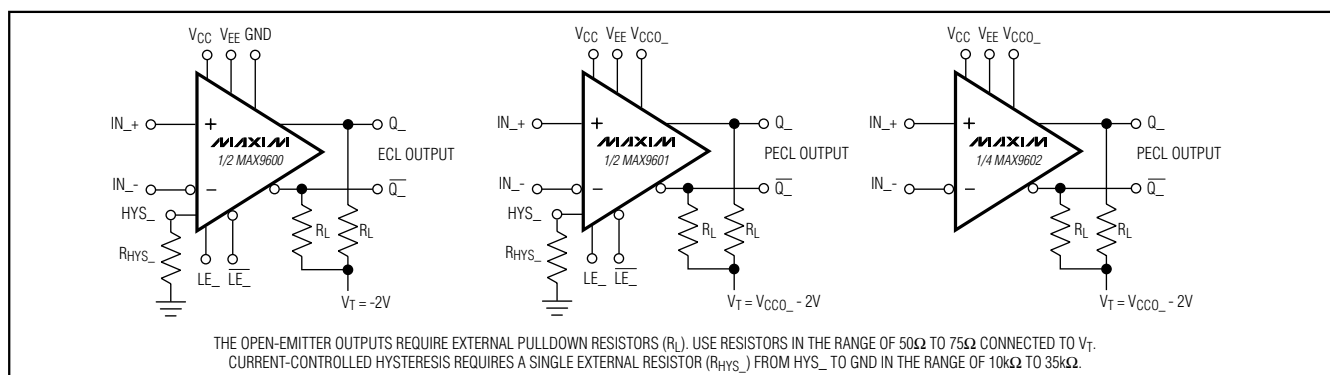 VCC VEE GND
IN_+
+
MAXIM
1/2 MAX9600
Q_
ECL OUTPUT
IN_-
−
Q_
HYS_
RHYS_
LE_ LE_
RL RL
VT = -2V
VCC VEE VCCO_
IN_+
+
MAXIM
1/2 MAX9601
Q_
PECL OUTPUT
IN_-
−
Q_
HYS_
RHYS_
LE_ LE_
RL RL
VT = VCCO_ - 2V
VCC VEE VCCO_
IN_+
+
MAXIM
1/4 MAX9602
Q_
PECL OUTPUT
IN_-
−
Q_
RL RL
VT = VCCO_ - 2V
THE OPEN-EMITTER OUTPUTS REQUIRE EXTERNAL PULLDOWN RESISTORS (RL). USE RESISTORS IN THE RANGE OF 50Ω TO 75Ω CONNECTED TO VT.
CURRENT-CONTROLLED HYSTERESIS REQUIRES A SINGLE EXTERNAL RESISTOR (RHYS_) FROM HYS_ TO GND IN THE RANGE OF 10kΩ TO 35kΩ.